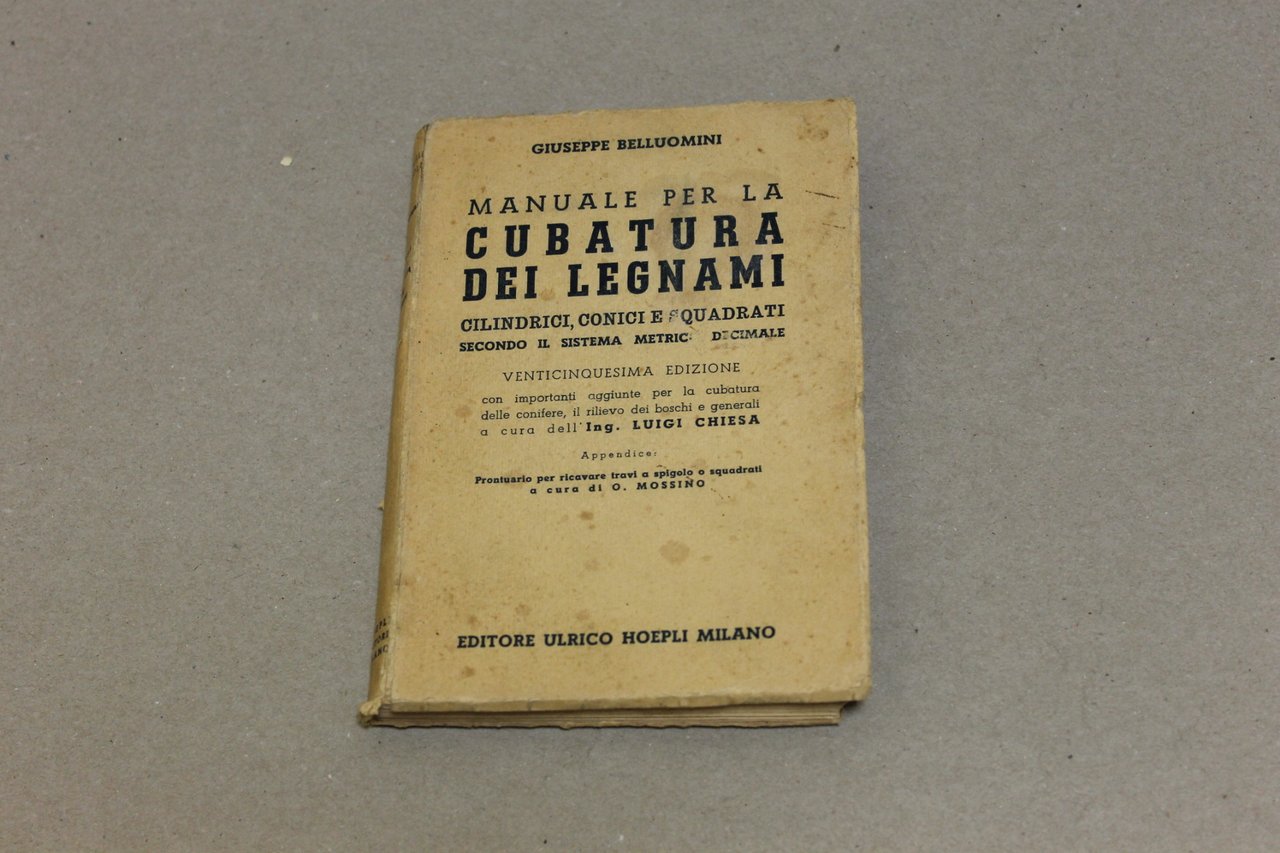 GIUSEPPE BELLUOMINI
MANUALE PER LA
CUBATURA
DEI LEGNAMI
CILINDRICI, CONICI E SQUADRATI
SECONDO IL SISTEMA METRIC DECIMALE
VENTICINQUESIMA EDIZIONE
con importanti aggiunte per la cubatura
delle conifere, il rilievo dei boschi e generali
a cura dell'Ing. LUIGI CHIESA
Appendice:
Prontuario per ricavare travi a spigolo o squadrati
a cura di O. MOSSINO
EDITORE ULRICO HOEPLI MILANO